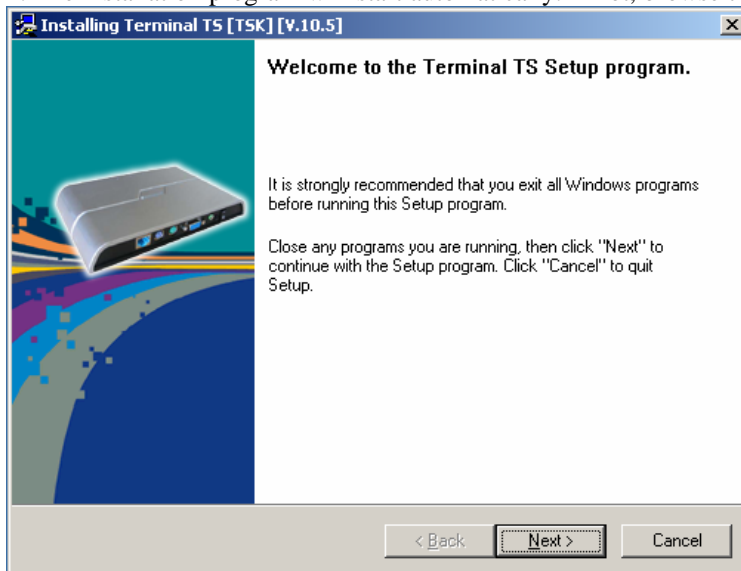 Installing Terminal TS [TSK] [V.10.5]
Welcome to the Terminal TS Setup program.
It is strongly recommended that you exit all Windows programs
before running this Setup program.
Close any programs you are running, then click "Next" to
continue with the Setup program. Click "Cancel" to quit
Setup.
< Back Next > Cancel